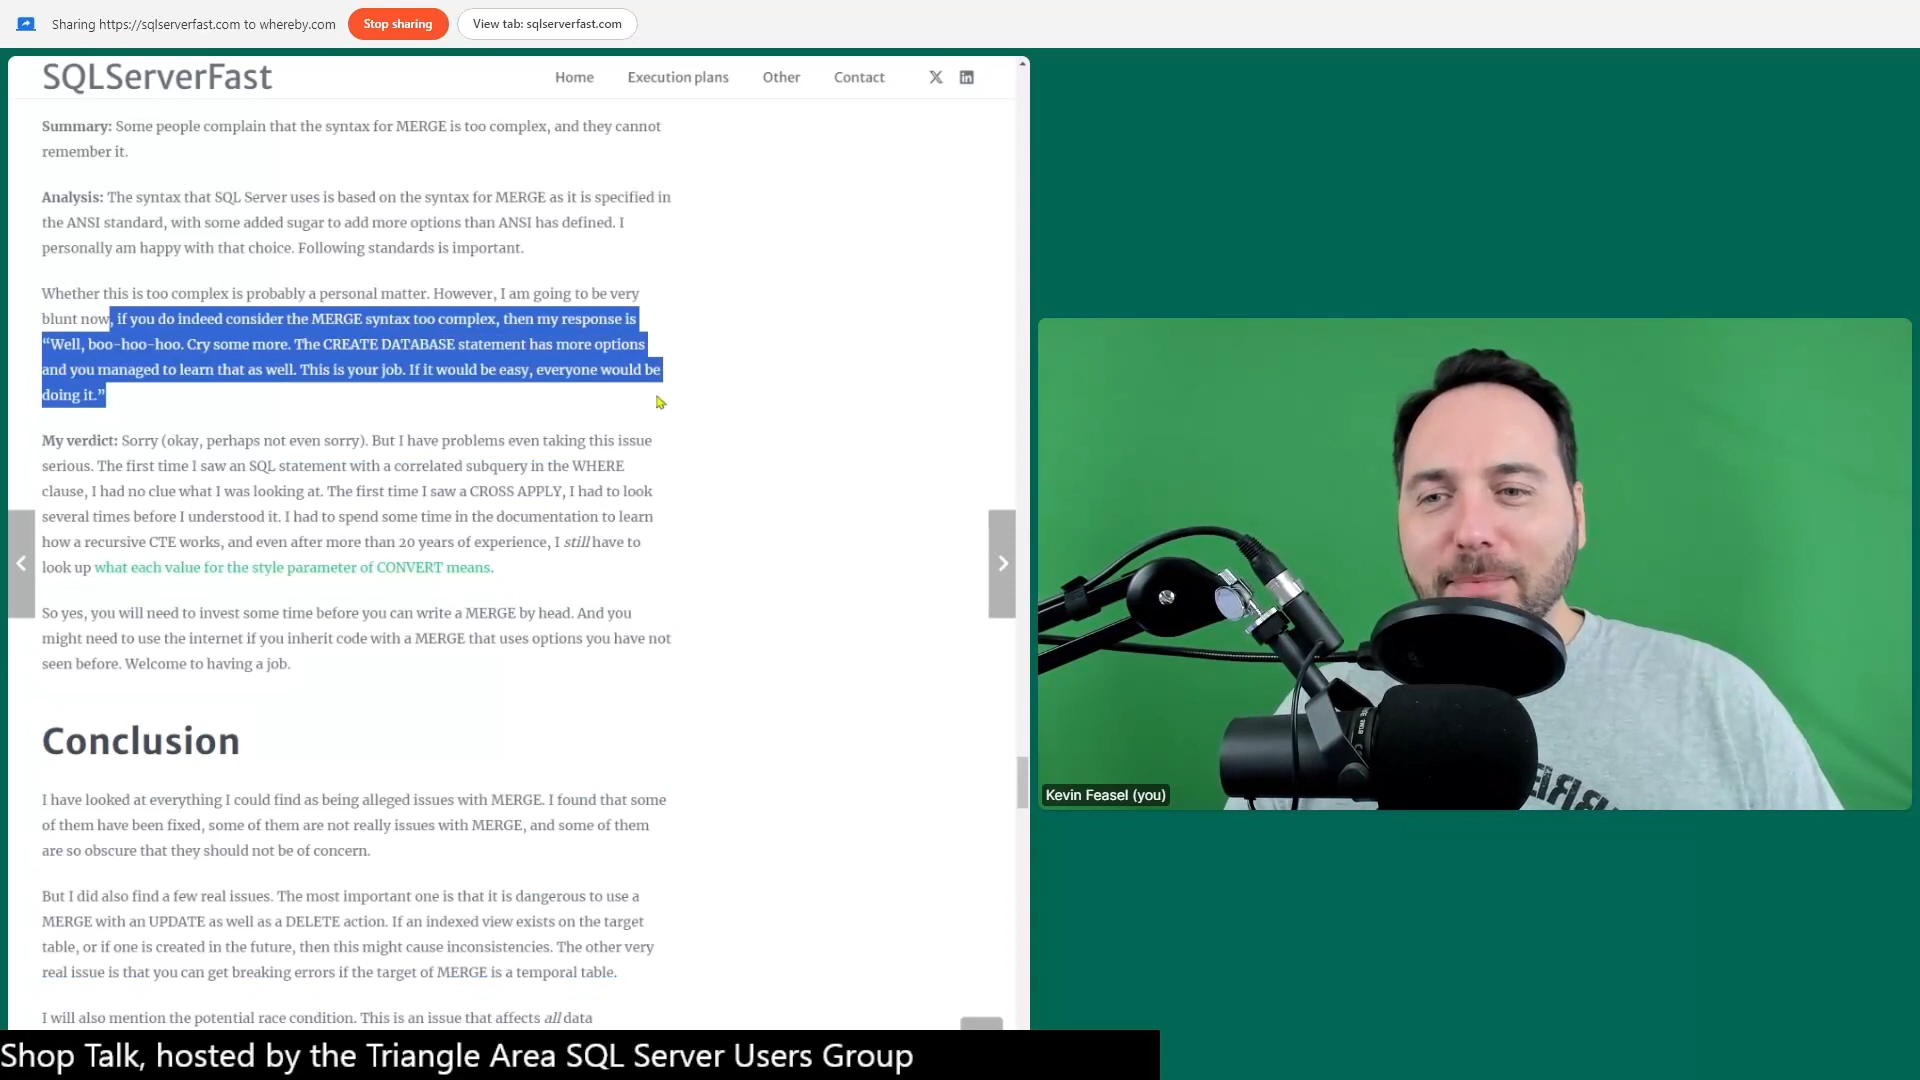 Sharing https://sqlserverfast.com to whereby.com
Stop sharing
View tab: sqlserverfast.com
SQLServerFast
Home
Execution plans
Other
Contact
Summary: Some people complain that the syntax for MERGE is too complex, and they cannot
remember it.
Analysis: The syntax that SQL Server uses is based on the syntax for MERGE as it is specified in
the ANSI standard, with some added sugar to add more options than ANSI has defined. I
personally am happy with that choice. Following standards is important.
Whether this is too complex is probably a personal matter. However, I am going to be very
blunt now, if you do indeed consider the MERGE syntax too complex, then my response is
“Well, boo-hoo-hoo. Cry some more. The CREATE DATABASE statement has more options
and you managed to learn that as well. This is your job. If it would be easy, everyone would be
doing it.”
My verdict: Sorry (okay, perhaps not even sorry). But I have problems even taking this issue
serious. The first time I saw an SQL statement with a correlated subquery in the WHERE
clause, I had no clue what I was looking at. The first time I saw a CROSS APPLY, I had to look
several times before I understood it. I had to spend some time in the documentation to learn
how a recursive CTE works, and even after more than 20 years of experience, I still have to
look up what each value for the style parameter of CONVERT means.
So yes, you will need to invest some time before you can write a MERGE by head. And you
might need to use the internet if you inherit code with a MERGE that uses options you have not
seen before. Welcome to having a job.
Conclusion
I have looked at everything I could find as being alleged issues with MERGE. I found that some
of them have been fixed, some of them are not really issues with MERGE, and some of them
are so obscure that they should not be of concern.
But I did also find a few real issues. The most important one is that it is dangerous to use a
MERGE with an UPDATE as well as a DELETE action. If an indexed view exists on the target
table, or if one is created in the future, then this might cause inconsistencies. The other very
real issue is that you can get breaking errors if the target of MERGE is a temporal table.
I will also mention the potential race condition. This is an issue that affects all data
Kevin Feasel (you)
Shop Talk, hosted by the Triangle Area SQL Server Users Group